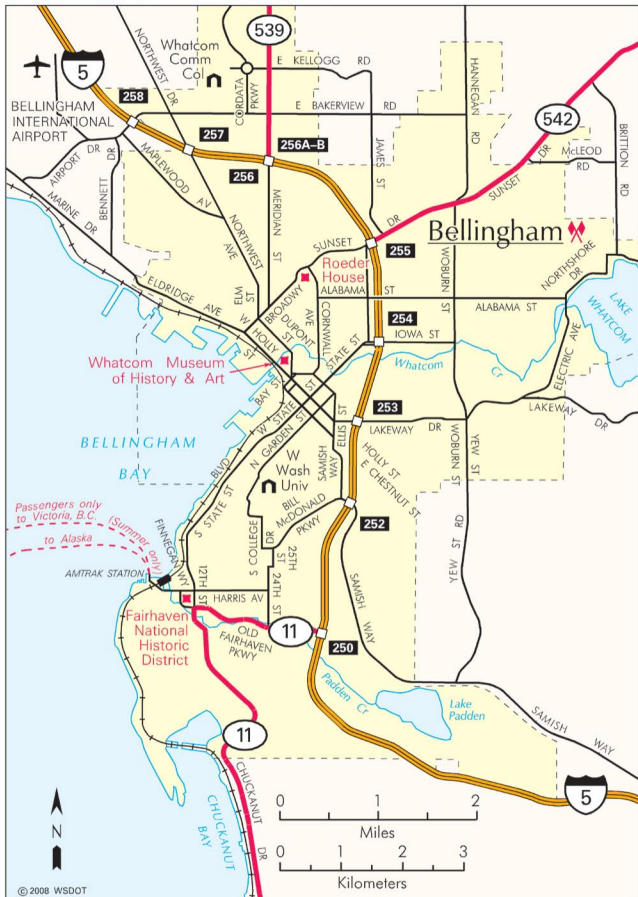 539
5
Whatcom
Comm
Col
E KELLOGG RD
NORTHWEST DR
CORDATA
PKWY
HANNEGAN RD
542
BRITTION RD
258
BELLINGHAM
INTERNATIONAL
AIRPORT
E BAKERVIEW RD
257
256A–B
256
JAMES ST
McLEOD
RD
SUNSET DR
AIRPORT DR
BENNETT DR
MAPLEWOOD AV
MARINE DR
NORTHWEST AVE
MERIDIAN ST
Bellingham
SUNSET DR
255
WOBURN ST
NORTHSHORE DR
Roeder
House
ELDRIDGE AVE
ELM ST
BROADWY
ALABAMA ST
ALABAMA ST
LAKE
WHATCOM
DUPONT ST
CORNWALL AVE
254
W HOLLY ST
STATE ST
IOWA ST
Whatcom Cr
ELECTRIC AVE
Whatcom Museum
of History & Art
BAY ST
W STATE ST
N GARDEN ST
253
LAKEWAY DR
LAKEWAY DR
ELLIS ST
BELLINGHAM
BAY
SAMISH WAY
HOLLY ST
E CHESTNUT ST
WOBURN ST
YEW ST
W
Wash
Univ
BLVD
S STATE ST
BILL
McDONALD
PKWY
252
Passengers only
to Victoria, B.C.
(Summer only)
to Alaska
FINNEGAN WY
S COLLEGE DR
25TH ST
24TH ST
YEW ST RD
AMTRAK STATION
12TH ST
HARRIS AV
SAMISH WAY
Fairhaven
National
Historic
District
OLD
FAIRHAVEN
PKWY
11
250
Padden Cr
Lake
Padden
SAMISH WAY
11
CHUCKANUT DR
CHUCKANUT
BAY
5
0 1 2
Miles
0 1 2 3
Kilometers
N
© 2008 WSDOT